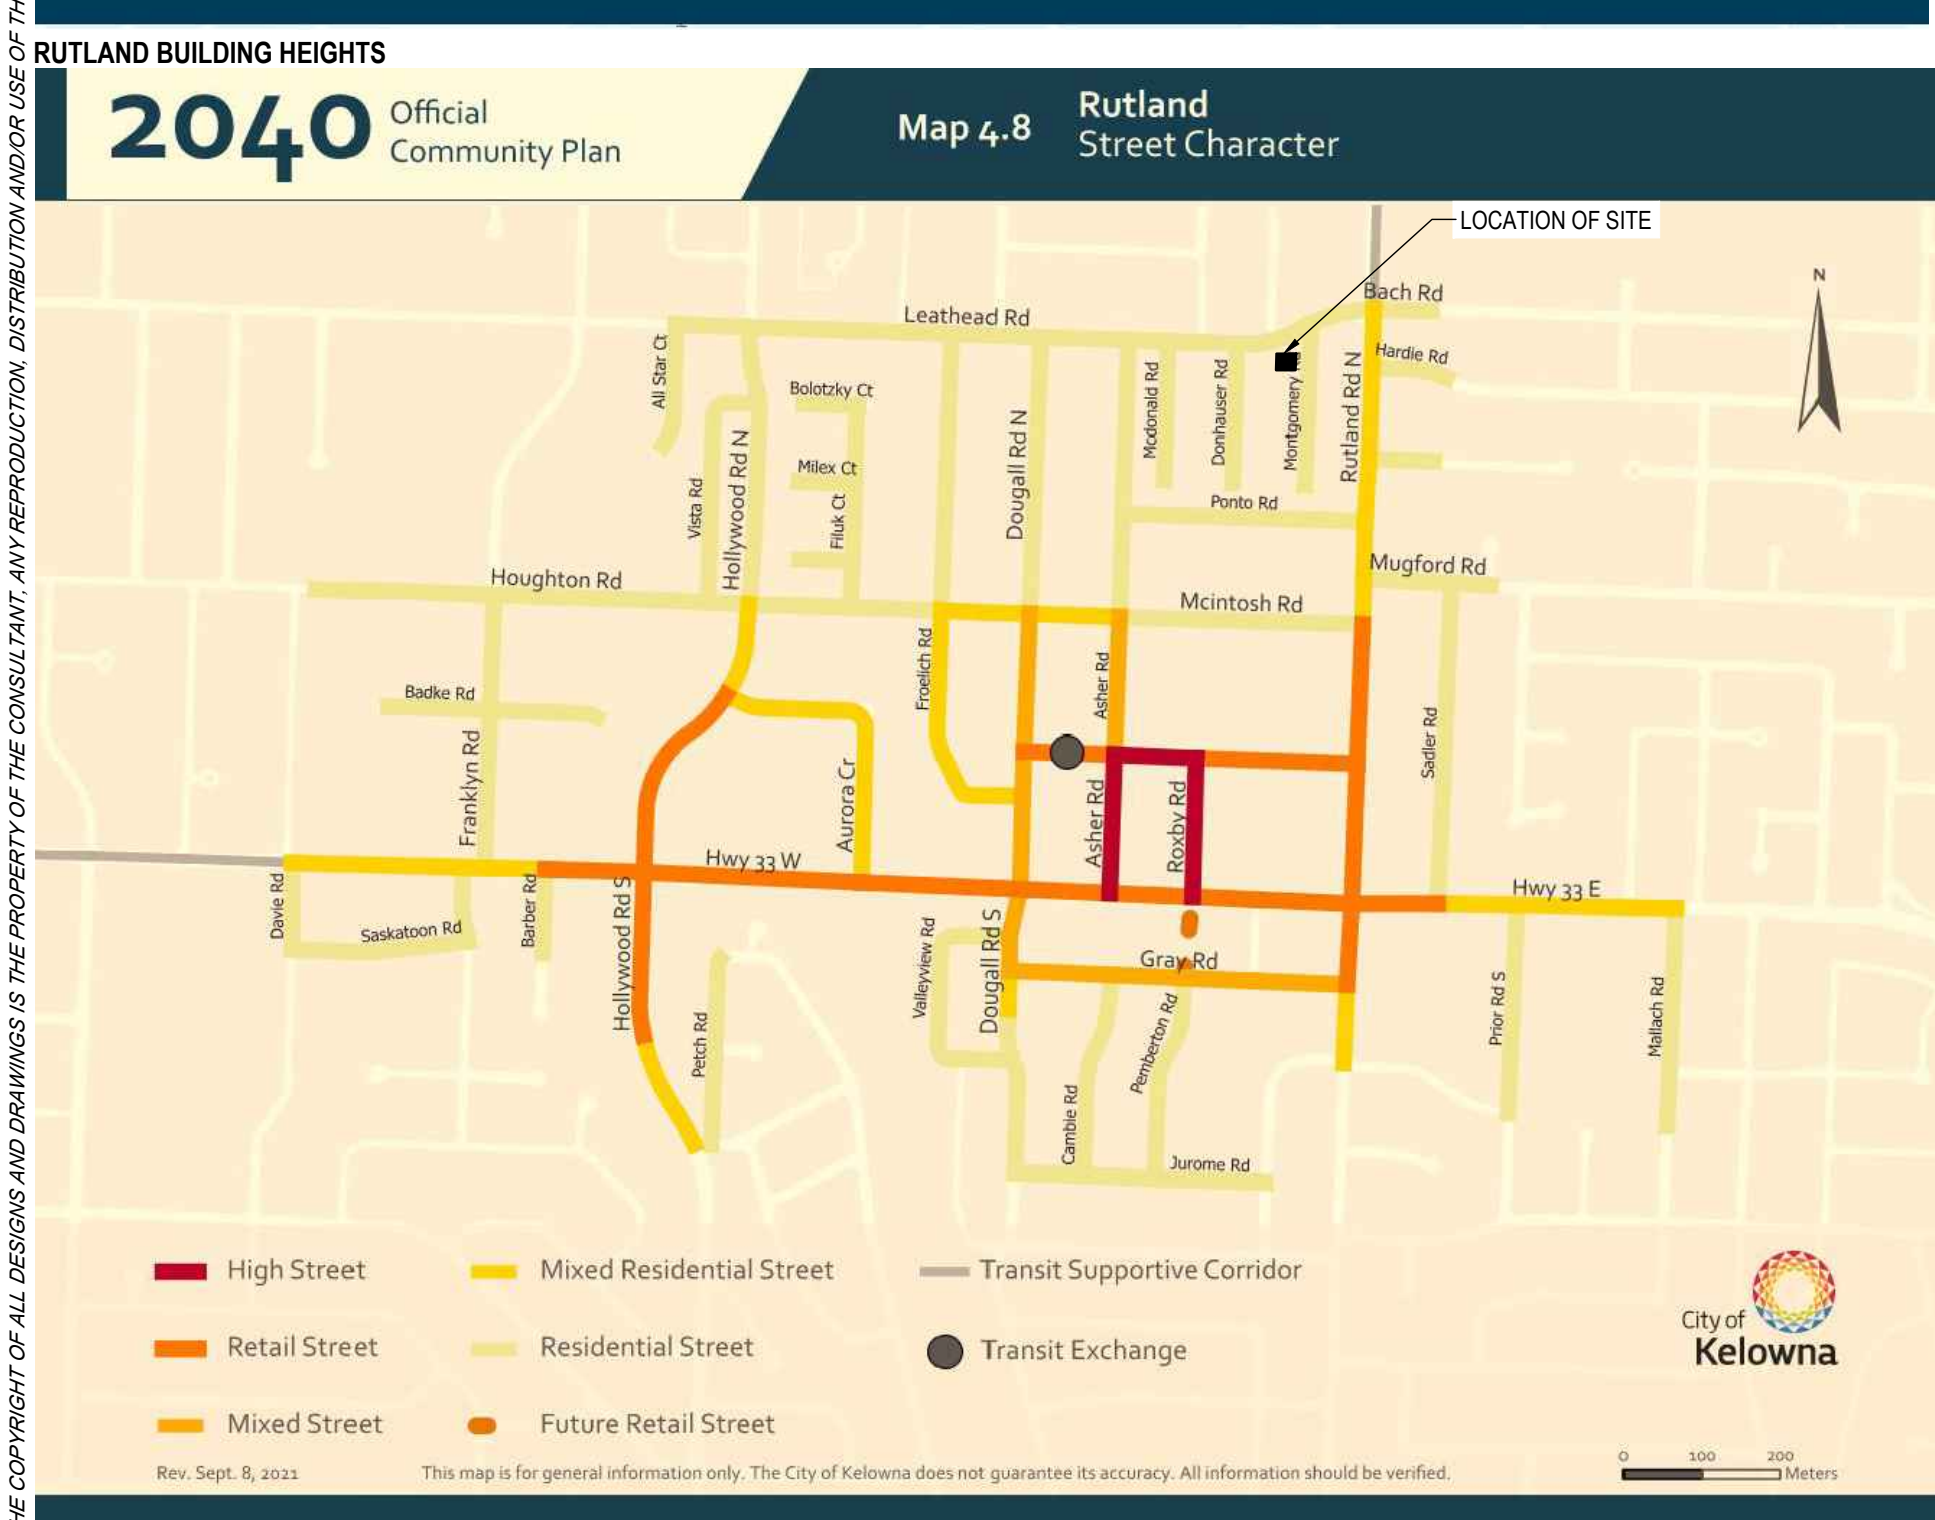 RUTLAND BUILDING HEIGHTS
2040 Official
Community Plan
Map 4.8
Rutland
Street Character
LOCATION OF SITE
N
Bach Rd
Leathead Rd
Hardie Rd
All Star Ct
Bolotzky Ct
Mcdonald Rd
Donhauser Rd
Montgomery
Rutland Rd N
Dougall Rd N
Hollywood Rd N
Milex Ct
Vista Rd
Filuk Ct
Ponto Rd
Mugford Rd
Houghton Rd
Mcintosh Rd
Froelich Rd
Asher Rd
Badke Rd
Sadler Rd
Franklyn Rd
Aurora Cr
Asher Rd
Roxby Rd
Hwy 33 W
Hwy 33 E
Davie Rd
Saskatoon Rd
Barber Rd
Hollywood Rd S
Valleyview Rd
Dougall Rd S
Gray Rd
Petch Rd
Pemberton Rd
Prior Rd S
Mallach Rd
Cambie Rd
Jurome Rd
High Street
Mixed Residential Street
Transit Supportive Corridor
Retail Street
Residential Street
Transit Exchange
Mixed Street
Future Retail Street
City of
Kelowna
Rev. Sept. 8, 2021
This map is for general information only. The City of Kelowna does not guarantee its accuracy. All information should be verified.
0 100 200
Meters
COPYRIGHT OF ALL DESIGNS AND DRAWINGS IS THE PROPERTY OF THE CONSULTANT, ANY REPRODUCTION, DISTRIBUTION AND/OR USE OF